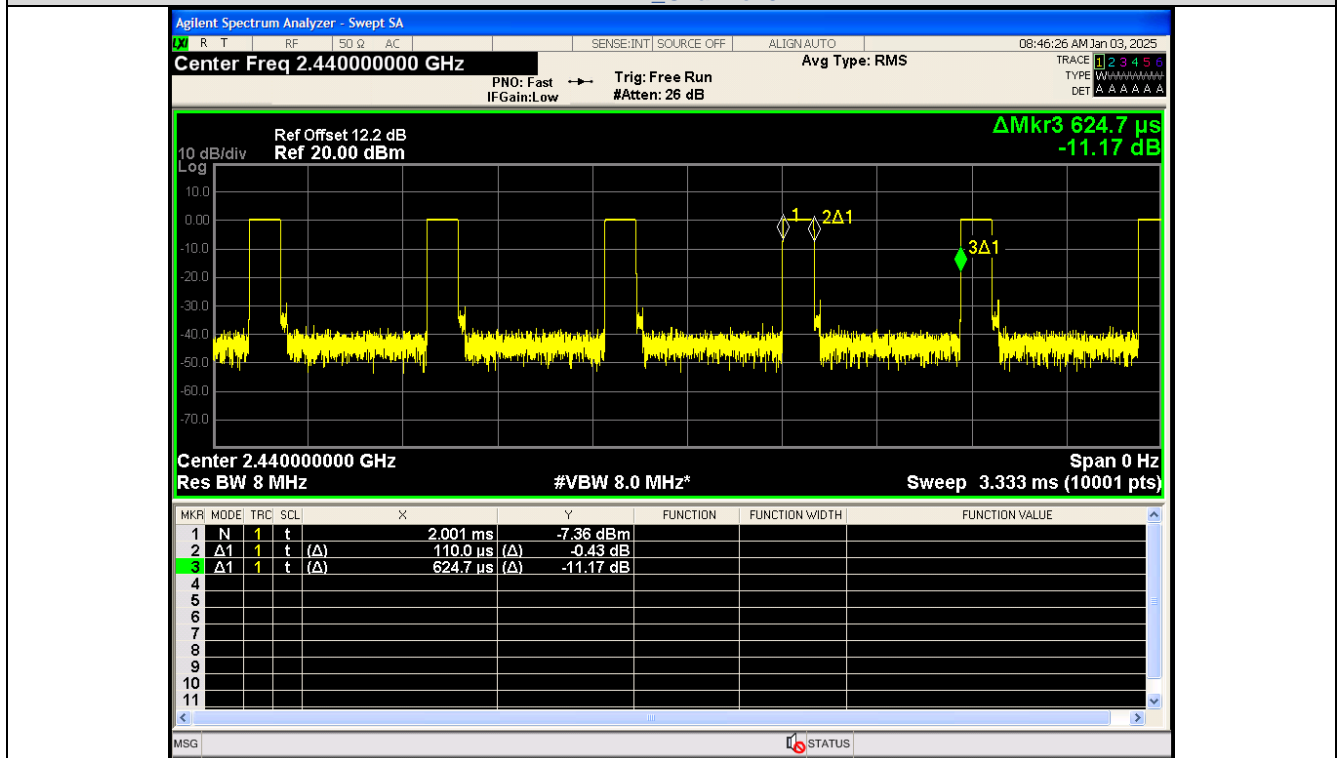 Agilent Spectrum Analyzer - Swept SA
LXI R T RF 50 Ω AC SENSE:INT SOURCE OFF ALIGN AUTO 08:46:26 AM Jan 03, 2025
Center Freq 2.440000000 GHz Avg Type: RMS TRACE 1 2 3 4 5 6
PNO: Fast Trig: Free Run TYPE
IFGain:Low #Atten: 26 dB DET A A A A A A
ΔMkr3 624.7 µs
Ref Offset 12.2 dB
10 dB/div Ref 20.00 dBm -11.17 dB
Log
10.0
0.00
1 2Δ1
-10.0
3Δ1
-20.0
-30.0
-40.0
-50.0
-60.0
-70.0
Center 2.440000000 GHz Span 0 Hz
Res BW 8 MHz #VBW 8.0 MHz* Sweep 3.333 ms (10001 pts)
MKR MODE TRC SCL X Y FUNCTION FUNCTION WIDTH FUNCTION VALUE
1 N 1 t 2.001 ms -7.36 dBm
2 Δ1 1 t (Δ) 110.0 µs (Δ) -0.43 dB
3 Δ1 1 t (Δ) 624.7 µs (Δ) -11.17 dB
4
5
6
7
8
9
10
11
MSG STATUS